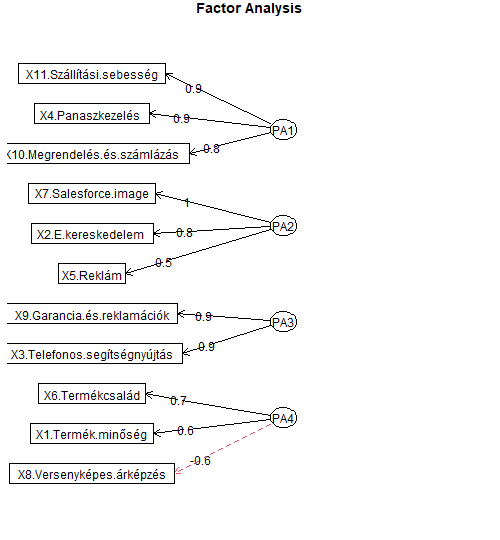 Factor Analysis
X11.Szállítási.sebesség
0.9
X4.Panaszkezelés
0.9
PA1
X10.Megrendelés.és.számlázás
0.8
X7.Salesforce.image
1
X2.E.kereskedelem
0.8
PA2
X5.Reklám
0.5
X9.Garancia.és.reklamációk
0.9
PA3
X3.Telefonos.segítségnyújtás
0.9
X6.Termékcsalád
0.7
X1.Termék.minőség
0.6
PA4
X8.Versenyképes.árképzés
-0.6